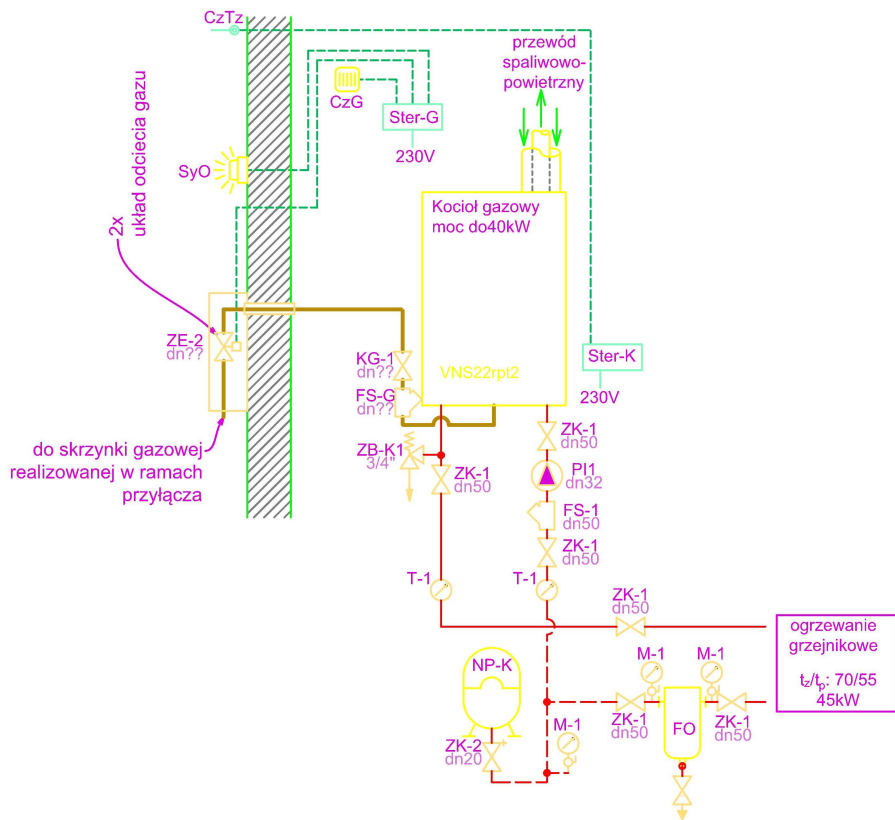 CzTz
przewód
spaliwowo-
powietrzny
CzG
Ster-G
230V
SyO
2x
układ odciecia gazu
Kocioł gazowy
moc do40kW
ZE-2
dn??
KG-1
dn??
VNS22rpt2
Ster-K
230V
FS-G
dn??
do skrzynki gazowej
realizowanej w ramach
przyłącza
ZB-K1
3/4"
ZK-1
dn50
ZK-1
dn50
PI1
dn32
FS-1
dn50
ZK-1
dn50
T-1
T-1
ZK-1
dn50
ogrzewanie
grzejnikowe
tz/tp: 70/55
45kW
NP-K
M-1
M-1
ZK-1
dn50
FO
ZK-1
dn50
ZK-2
dn20
M-1